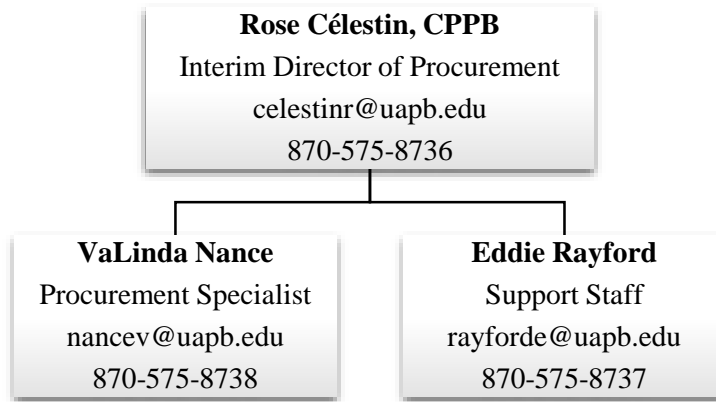 Rose Célestin, CPPB
Interim Director of Procurement
celestinr@uapb.edu
870-575-8736
VaLinda Nance
Procurement Specialist
nancev@uapb.edu
870-575-8738
Eddie Rayford
Support Staff
rayforde@uapb.edu
870-575-8737